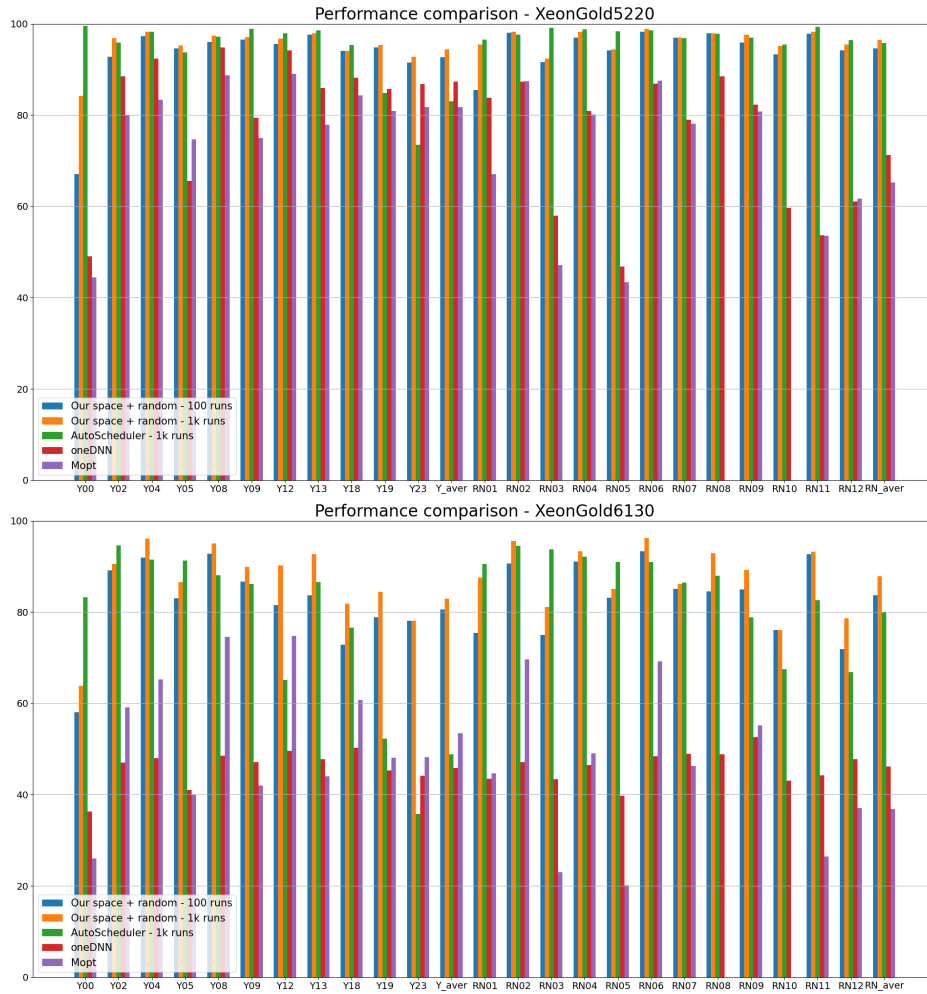 Performance comparison - XeonGold5220
100
80
60
40
20
0
Our space + random - 100 runs
Our space + random - 1k runs
AutoScheduler - 1k runs
oneDNN
Mopt
Y00 Y02 Y04 Y05 Y08 Y09 Y12 Y13 Y18 Y19 Y23 Y_aver RN01 RN02 RN03 RN04 RN05 RN06 RN07 RN08 RN09 RN10 RN11 RN12 RN_aver
Performance comparison - XeonGold6130
100
80
60
40
20
0
Our space + random - 100 runs
Our space + random - 1k runs
AutoScheduler - 1k runs
oneDNN
Mopt
Y00 Y02 Y04 Y05 Y08 Y09 Y12 Y13 Y18 Y19 Y23 Y_aver RN01 RN02 RN03 RN04 RN05 RN06 RN07 RN08 RN09 RN10 RN11 RN12 RN_aver